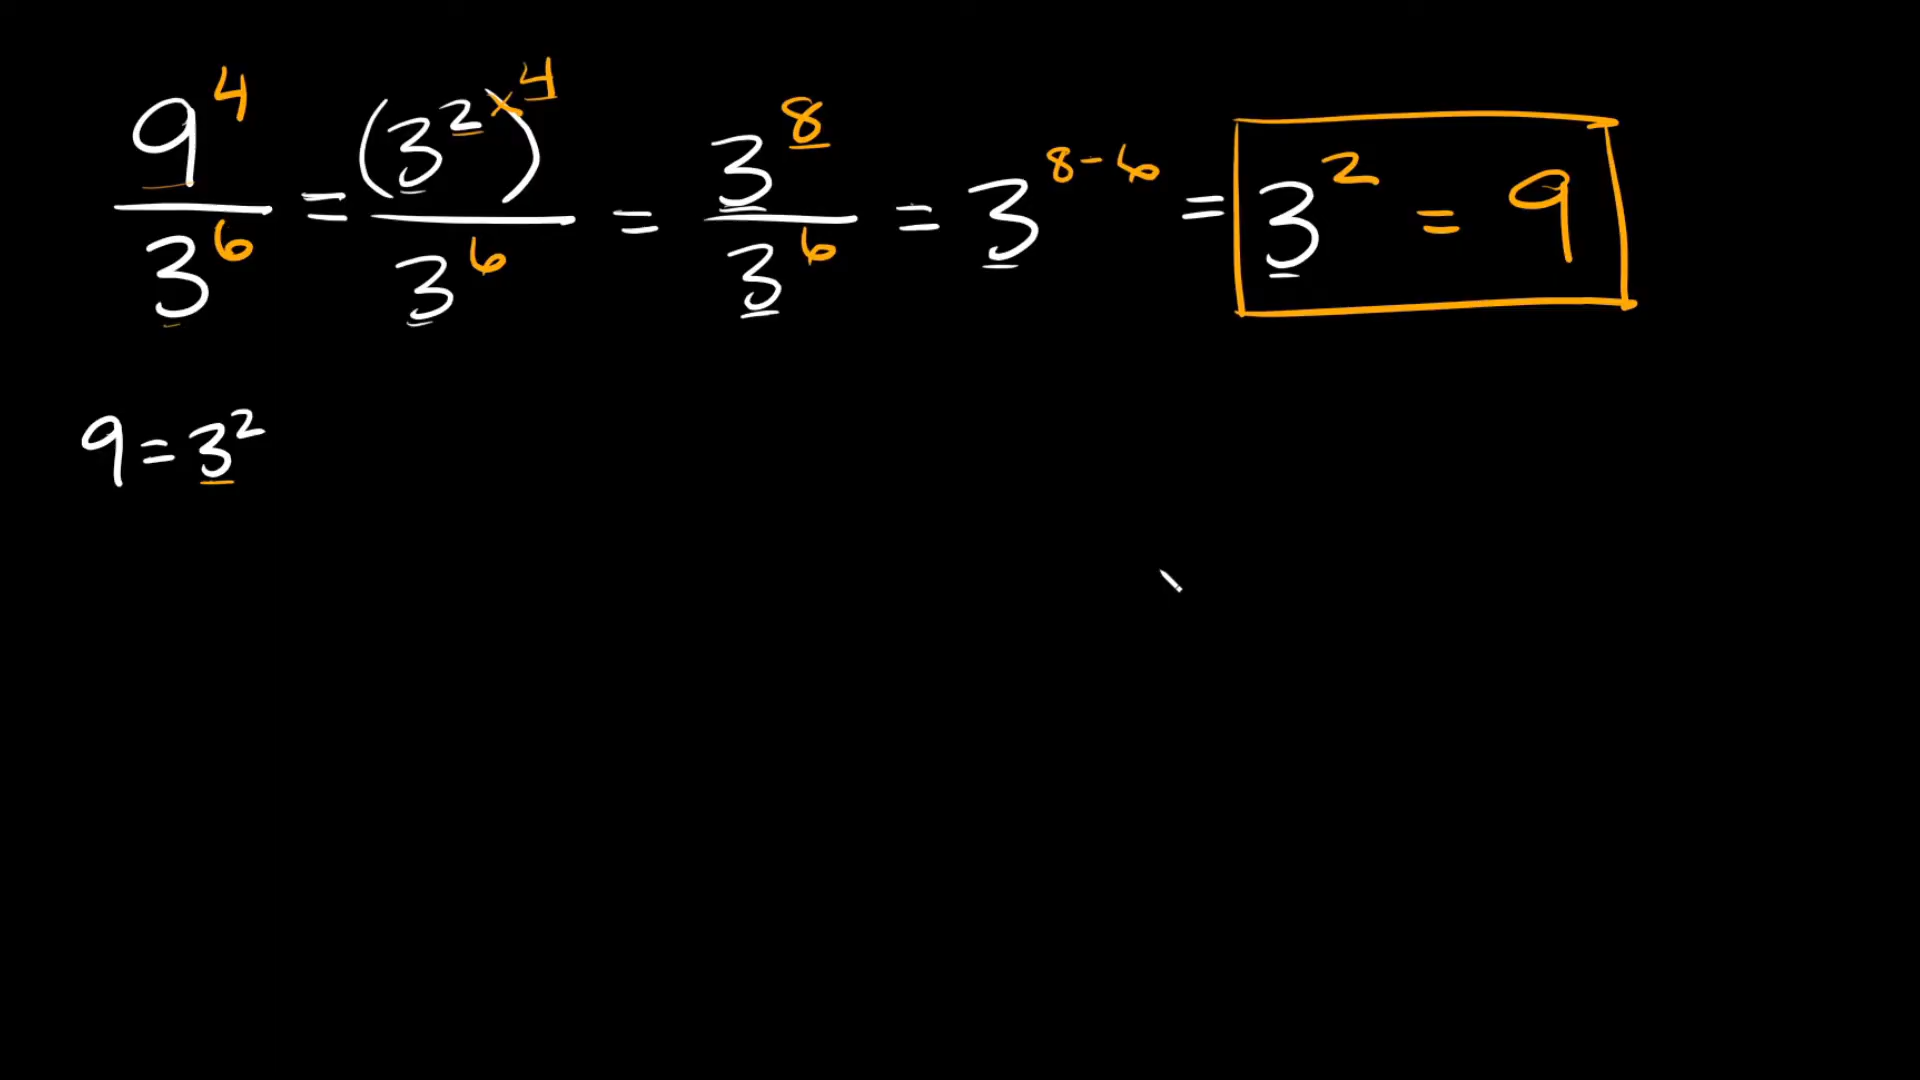 9^4/3^6 = (3^2)^×4/3^6 = 3^8/3^6 = 3^8-6 = 3^2 = 9
9 = 3^2